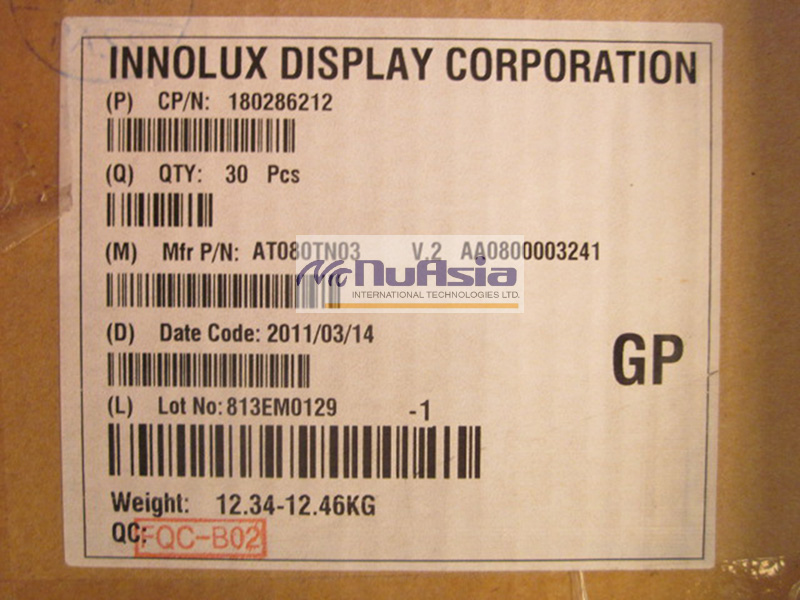 INNOLUX DISPLAY CORPORATION
(P) CP/N: 180286212
(Q) QTY: 30 Pcs
(M) Mfr P/N: AT080TN03 V.2 AA0800003241
NuAsia
INTERNATIONAL TECHNOLOGIES LTD.
(D) Date Code: 2011/03/14
GP
(L) Lot No: 813EM0129 -1
Weight: 12.34-12.46KG
QC: FQC-B02